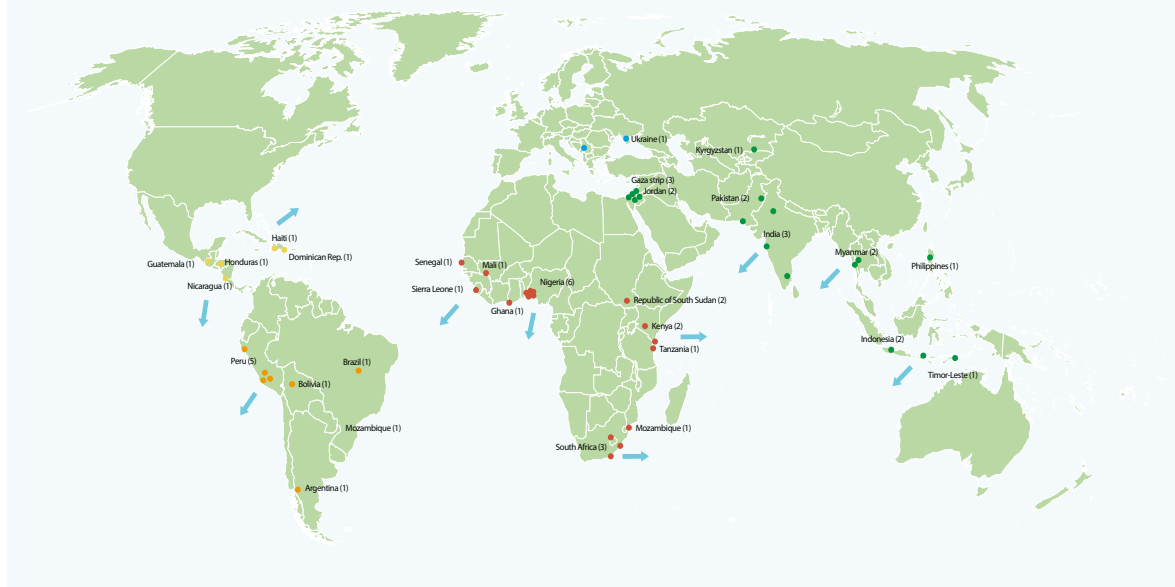 Ukraine (1)
Kyrgyzstan (1)
Gaza strip (3)
Jordan (2)
Pakistan (2)
India (3)
Haiti (1)
Dominican Rep. (1)
Guatemala (1)
Honduras (1)
Nicaragua (1)
Senegal (1)
Mali (1)
Nigeria (6)
Sierra Leone (1)
Ghana (1)
Republic of South Sudan (2)
Kenya (2)
Tanzania (1)
Myanmar (2)
Philippines (1)
Indonesia (2)
Timor-Leste (1)
Peru (5)
Brazil (1)
Bolivia (1)
Mozambique (1)
Mozambique (1)
South Africa (3)
Argentina (1)